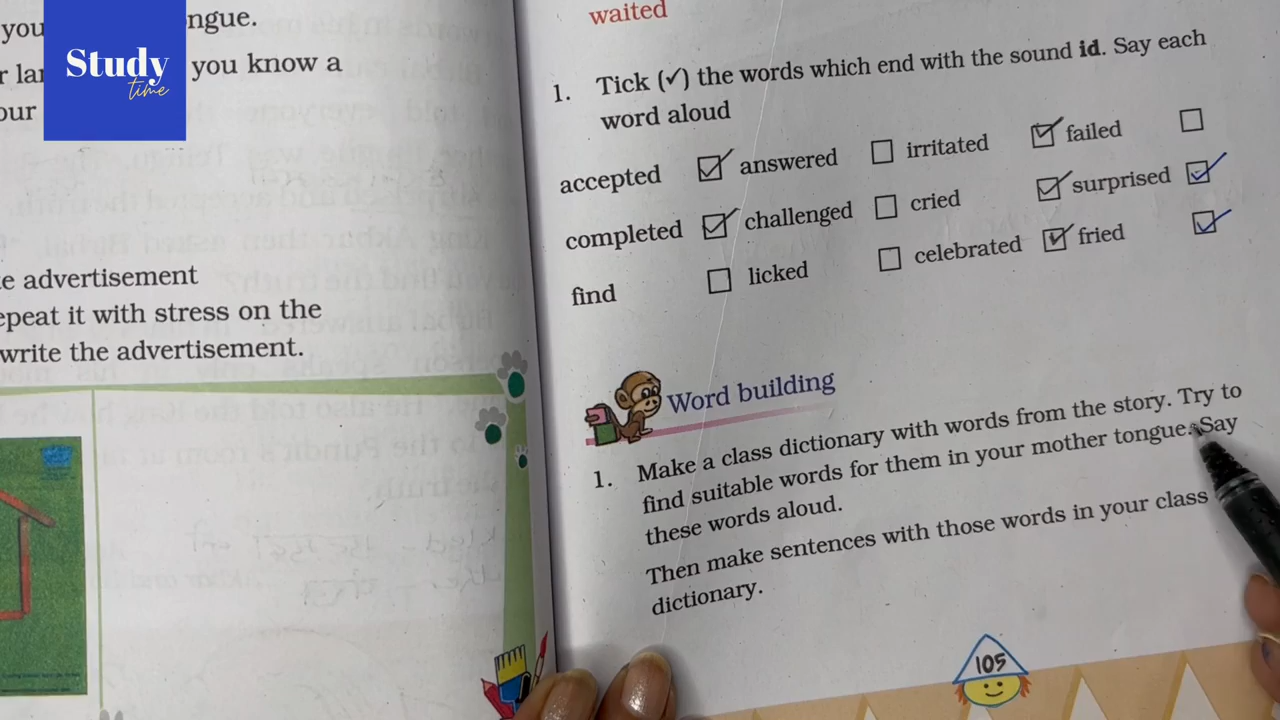 Study
time
you
ngue.
r lar
you know a
our
e advertisement
epeat it with stress on the
write the advertisement.
waited
1. Tick (✓) the words which end with the sound id. Say each
word aloud
accepted ☑ answered ☐ irritated ☑ failed ☐
completed ☑ challenged ☐ cried ☑ surprised ☑
find ☐ licked ☐ celebrated ☑ fried ☑
Word building
1. Make a class dictionary with words from the story. Try to
find suitable words for them in your mother tongue. Say
these words aloud.
Then make sentences with those words in your class
dictionary.
105